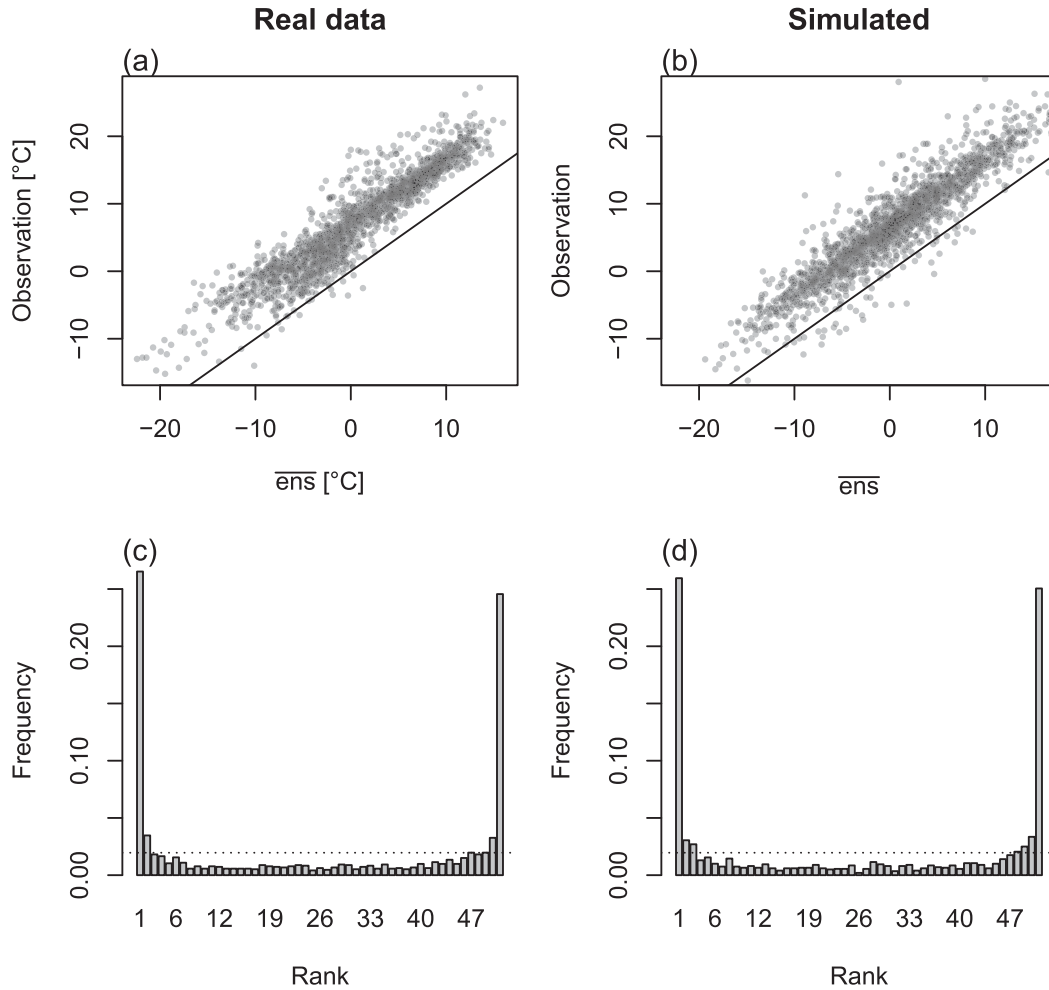 Real data
Simulated
(a)
(b)
Observation [°C]
20
10
0
−10
−20 −10 0 10
ens [°C]
Observation
20
10
0
−10
−20 −10 0 10
ens
(c)
(d)
Frequency
0.20
0.10
0.00
1 6 12 19 26 33 40 47
Rank
Frequency
0.20
0.10
0.00
1 6 12 19 26 33 40 47
Rank